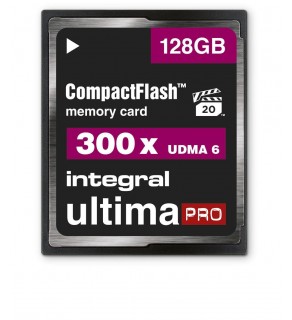 128GB
CompactFlash™
memory card
20
300 x UDMA 6
integral
ultima PRO